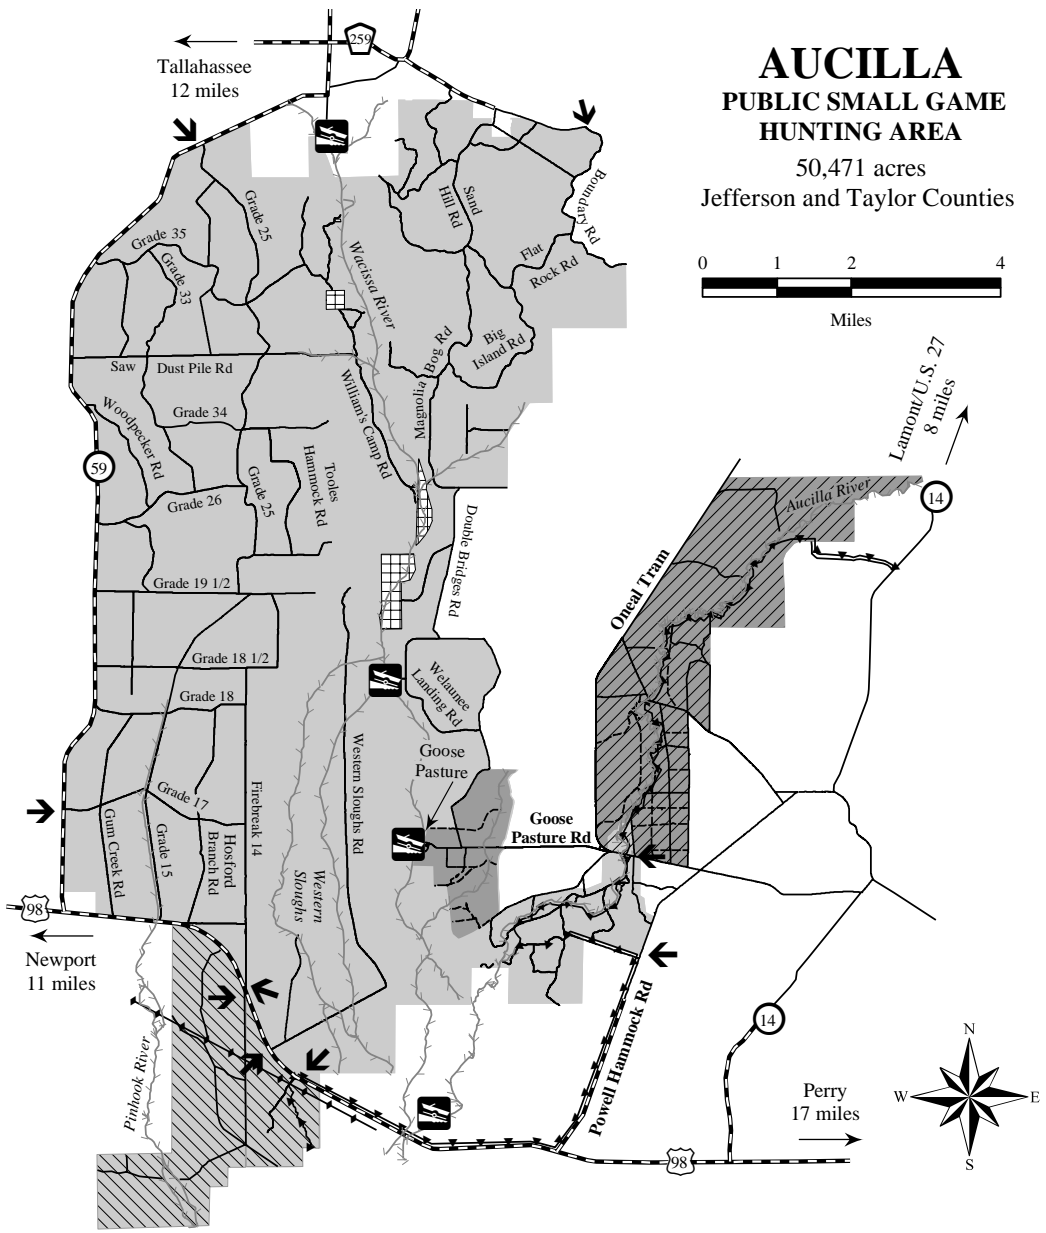 259
Tallahassee
12 miles
AUCILLA
PUBLIC SMALL GAME
HUNTING AREA
50,471 acres
Jefferson and Taylor Counties
0 1 2 4
Miles
Boundary Rd
Sand
Hill Rd
Grade 25
Grade 35
Grade 33
Wacissa River
Flat
Rock Rd
Big
Island Rd
Magnolia Bog Rd
Saw Dust Pile Rd
William's Camp Rd
Lamont/U.S. 27
8 miles
Woodpecker Rd
Grade 34
59
Tooles
Hammock Rd
Grade 25
Grade 26
Aucilla River
14
Double Bridges Rd
Oneal Tram
Grade 19 1/2
Grade 18 1/2
Welaunee
Landing Rd
Grade 18
Goose
Pasture
Western Sloughs Rd
Grade 17
Firebreak 14
Goose
Pasture Rd
Gum Creek Rd
Grade 15
Hosford
Branch Rd
Western
Sloughs
98
Newport
11 miles
Powell Hammock Rd
14
Pinhook River
N
W E
S
Perry
17 miles
98